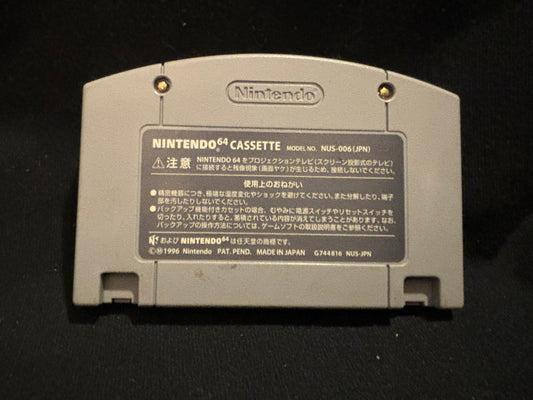 Nintendo
NINTENDO64 CASSETTE MODEL NO. NUS-006(JPN)
⚠注意 NINTENDO 64 をプロジェクションテレビ(スクリーン投影式のテレビ)
に接続すると残像現象(画面ヤケ)が生じるため、接続しないでください。
使用上のおねがい
●精密機器につき、極端な温度変化やショックを避けてください。また分解したり、端子
部を汚したりしないでください。
●バックアップ機能付きカセットの場合、むやみに電源スイッチやリセットスイッチを
切ったり、入れたりすると、蓄積されている内容が消えてしまうことがあります。なお、
バックアップの操作方法については、ゲームソフトの取扱説明書をご参照ください。
および NINTENDO64 は任天堂の商標です。
©1996 Nintendo PAT. PEND. MADE IN JAPAN G744816 NUS-JPN